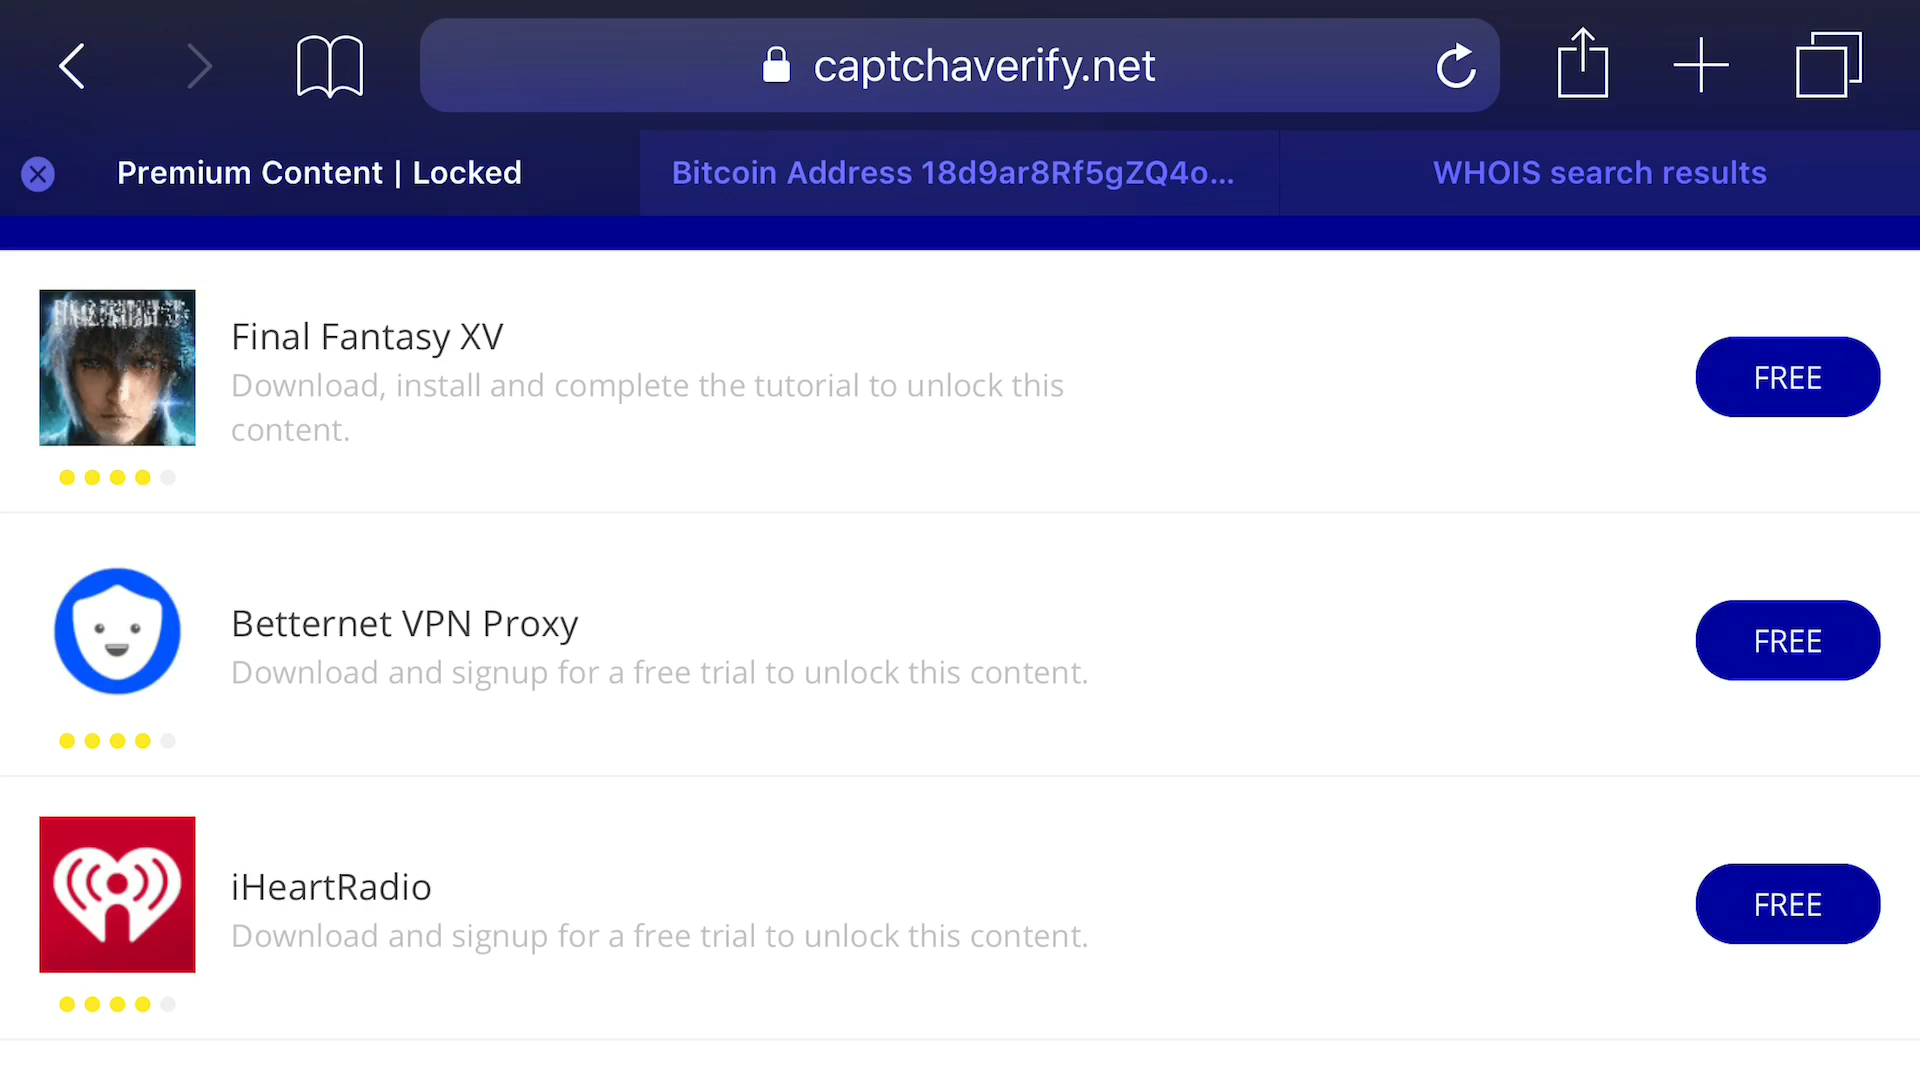 captchaverify.net
Premium Content | Locked
Bitcoin Address 18d9ar8Rf5gZQ4o...
WHOIS search results
Final Fantasy XV
Download, install and complete the tutorial to unlock this
content.
FREE
Betternet VPN Proxy
Download and signup for a free trial to unlock this content.
FREE
iHeartRadio
Download and signup for a free trial to unlock this content.
FREE